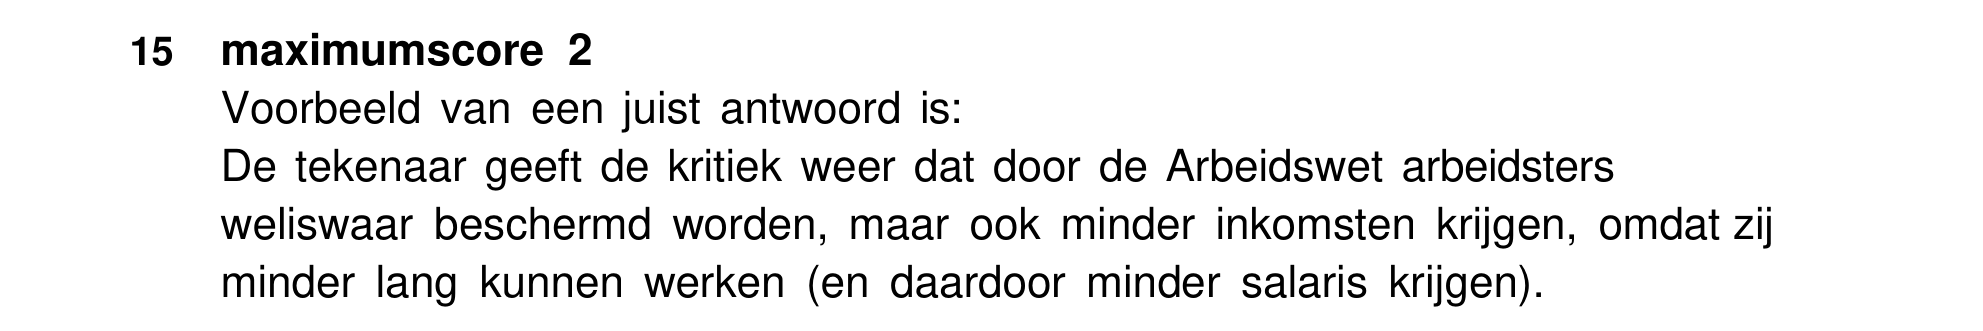 15 maximumscore 2
Voorbeeld van een juist antwoord is:
De tekenaar geeft de kritiek weer dat door de Arbeidswet arbeidsters
weliswaar beschermd worden, maar ook minder inkomsten krijgen, omdat zij
minder lang kunnen werken (en daardoor minder salaris krijgen).